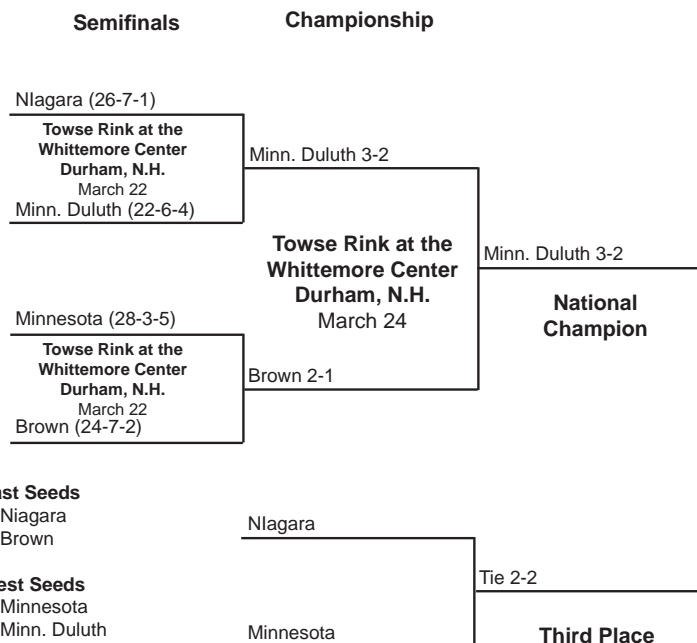 Semifinals
Championship
NIagara (26-7-1)
Towse Rink at the
Whittemore Center
Durham, N.H.
March 22
Minn. Duluth (22-6-4)
Minn. Duluth 3-2
Towse Rink at the
Whittemore Center
Durham, N.H.
March 24
Minn. Duluth 3-2
National
Champion
Minnesota (28-3-5)
Towse Rink at the
Whittemore Center
Durham, N.H.
March 22
Brown (24-7-2)
Brown 2-1
ast Seeds
Niagara
Brown
est Seeds
Minnesota
Minn. Duluth
NIagara
Minnesota
Tie 2-2
Third Place